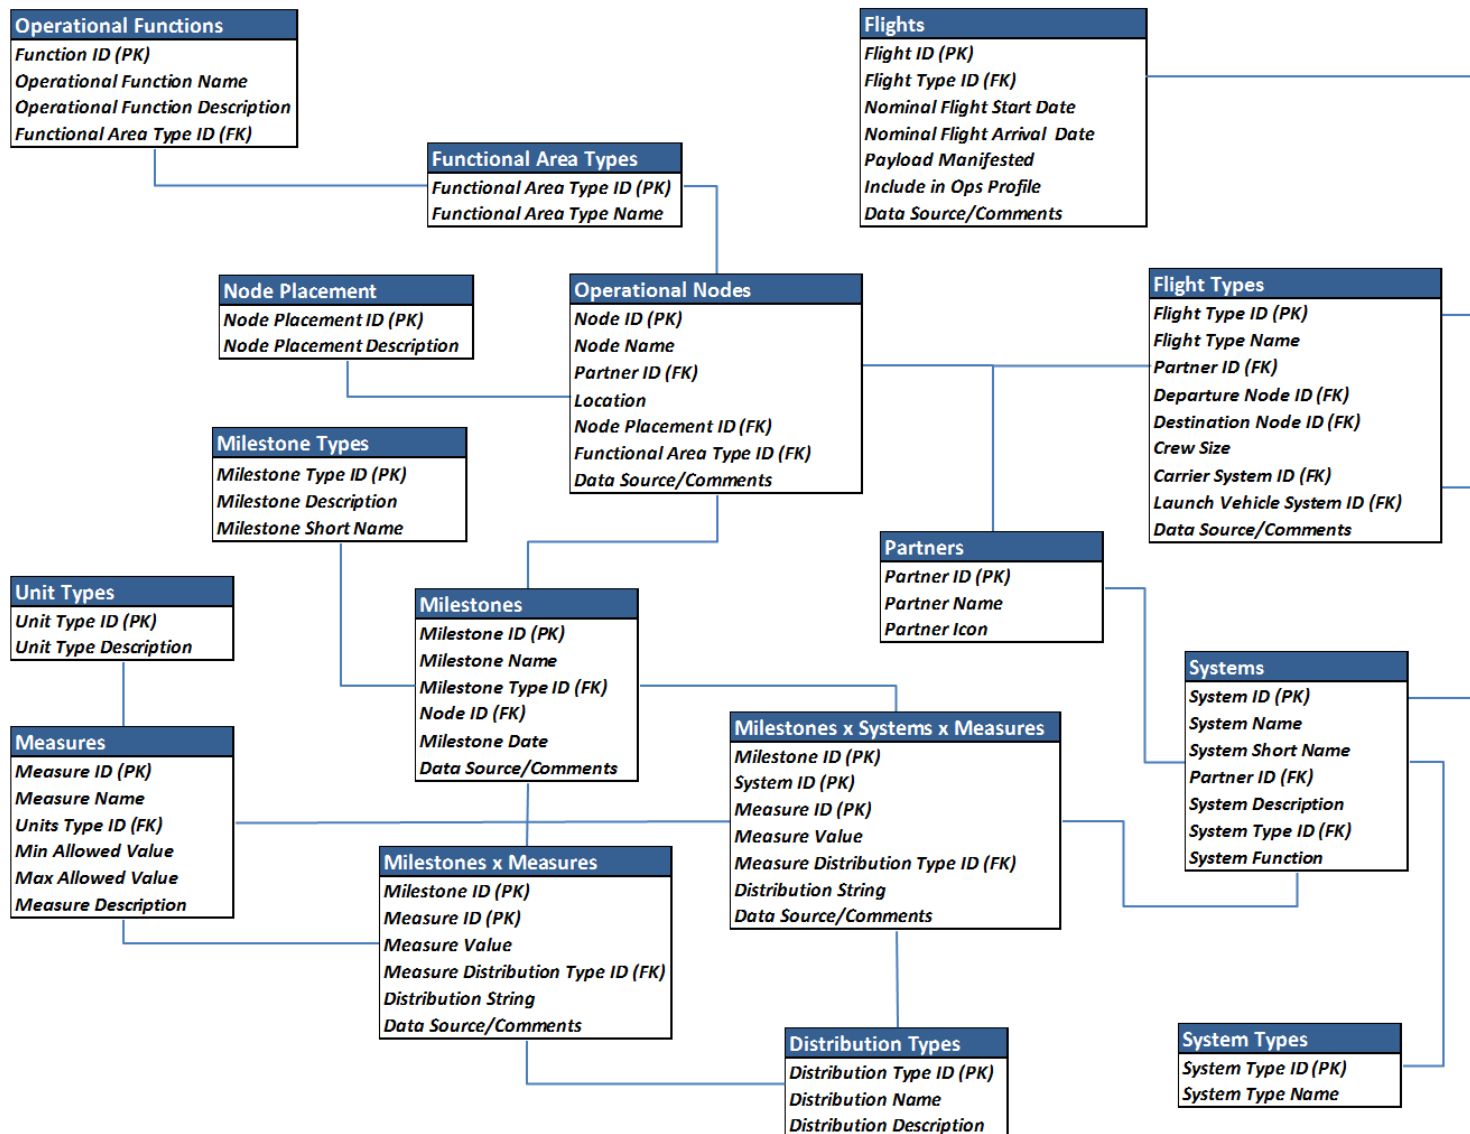 Operational Functions
Function ID (PK)
Operational Function Name
Operational Function Description
Functional Area Type ID (FK)
Flights
Flight ID (PK)
Flight Type ID (FK)
Nominal Flight Start Date
Nominal Flight Arrival Date
Payload Manifested
Include in Ops Profile
Data Source/Comments
Functional Area Types
Functional Area Type ID (PK)
Functional Area Type Name
Node Placement
Node Placement ID (PK)
Node Placement Description
Operational Nodes
Node ID (PK)
Node Name
Partner ID (FK)
Location
Node Placement ID (FK)
Functional Area Type ID (FK)
Data Source/Comments
Flight Types
Flight Type ID (PK)
Flight Type Name
Partner ID (FK)
Departure Node ID (FK)
Destination Node ID (FK)
Crew Size
Carrier System ID (FK)
Launch Vehicle System ID (FK)
Data Source/Comments
Milestone Types
Milestone Type ID (PK)
Milestone Description
Milestone Short Name
Partners
Partner ID (PK)
Partner Name
Partner Icon
Unit Types
Unit Type ID (PK)
Unit Type Description
Milestones
Milestone ID (PK)
Milestone Name
Milestone Type ID (FK)
Node ID (FK)
Milestone Date
Data Source/Comments
Systems
System ID (PK)
System Name
System Short Name
Partner ID (FK)
System Description
System Type ID (FK)
System Function
Measures
Measure ID (PK)
Measure Name
Units Type ID (FK)
Min Allowed Value
Max Allowed Value
Measure Description
Milestones x Systems x Measures
Milestone ID (PK)
System ID (PK)
Measure ID (PK)
Measure Value
Measure Distribution Type ID (FK)
Distribution String
Data Source/Comments
Milestones x Measures
Milestone ID (PK)
Measure ID (PK)
Measure Value
Measure Distribution Type ID (FK)
Distribution String
Data Source/Comments
Distribution Types
Distribution Type ID (PK)
Distribution Name
Distribution Description
System Types
System Type ID (PK)
System Type Name